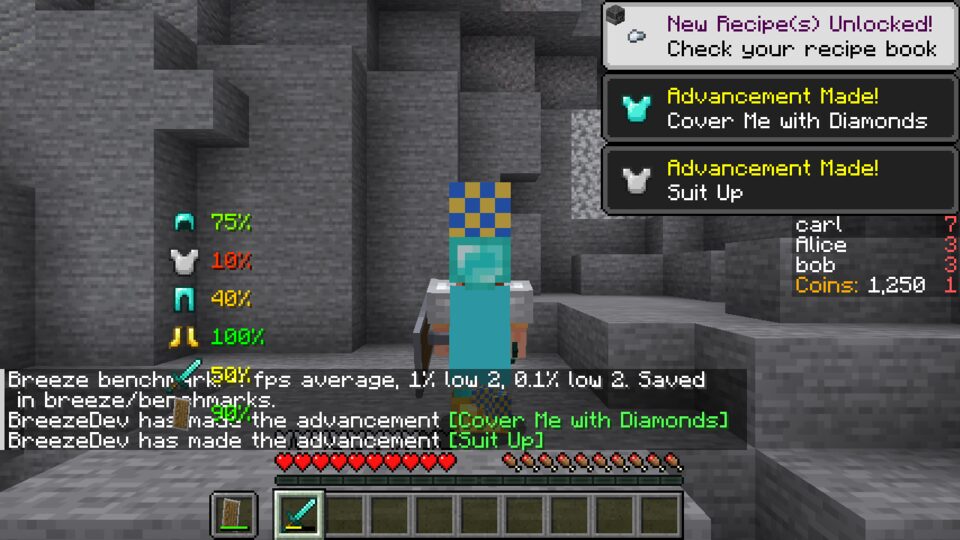 New Recipe(s) Unlocked!
Check your recipe book
Advancement Made!
Cover Me with Diamonds
Advancement Made!
Suit Up
carl 7
Alice 3
bob 3
Coins: 1,250 1
75%
10%
40%
100%
50%
90%
Breeze fps average, 1% low 2, 0.1% low 2. Saved
in breeze/benchmarks.
BreezeDev has made the advancement [Cover Me with Diamonds]
BreezeDev has made the advancement [Suit Up]